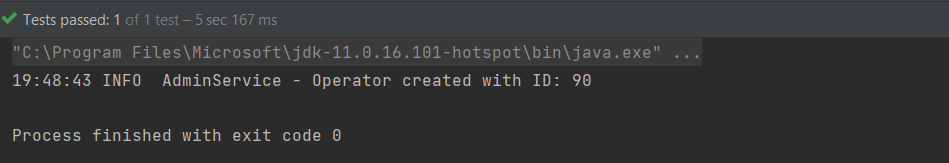 Tests passed: 1 of 1 test – 5 sec 167 ms
"C:\Program Files\Microsoft\jdk-11.0.16.101-hotspot\bin\java.exe" ...
19:48:43 INFO  AdminService - Operator created with ID: 90
Process finished with exit code 0